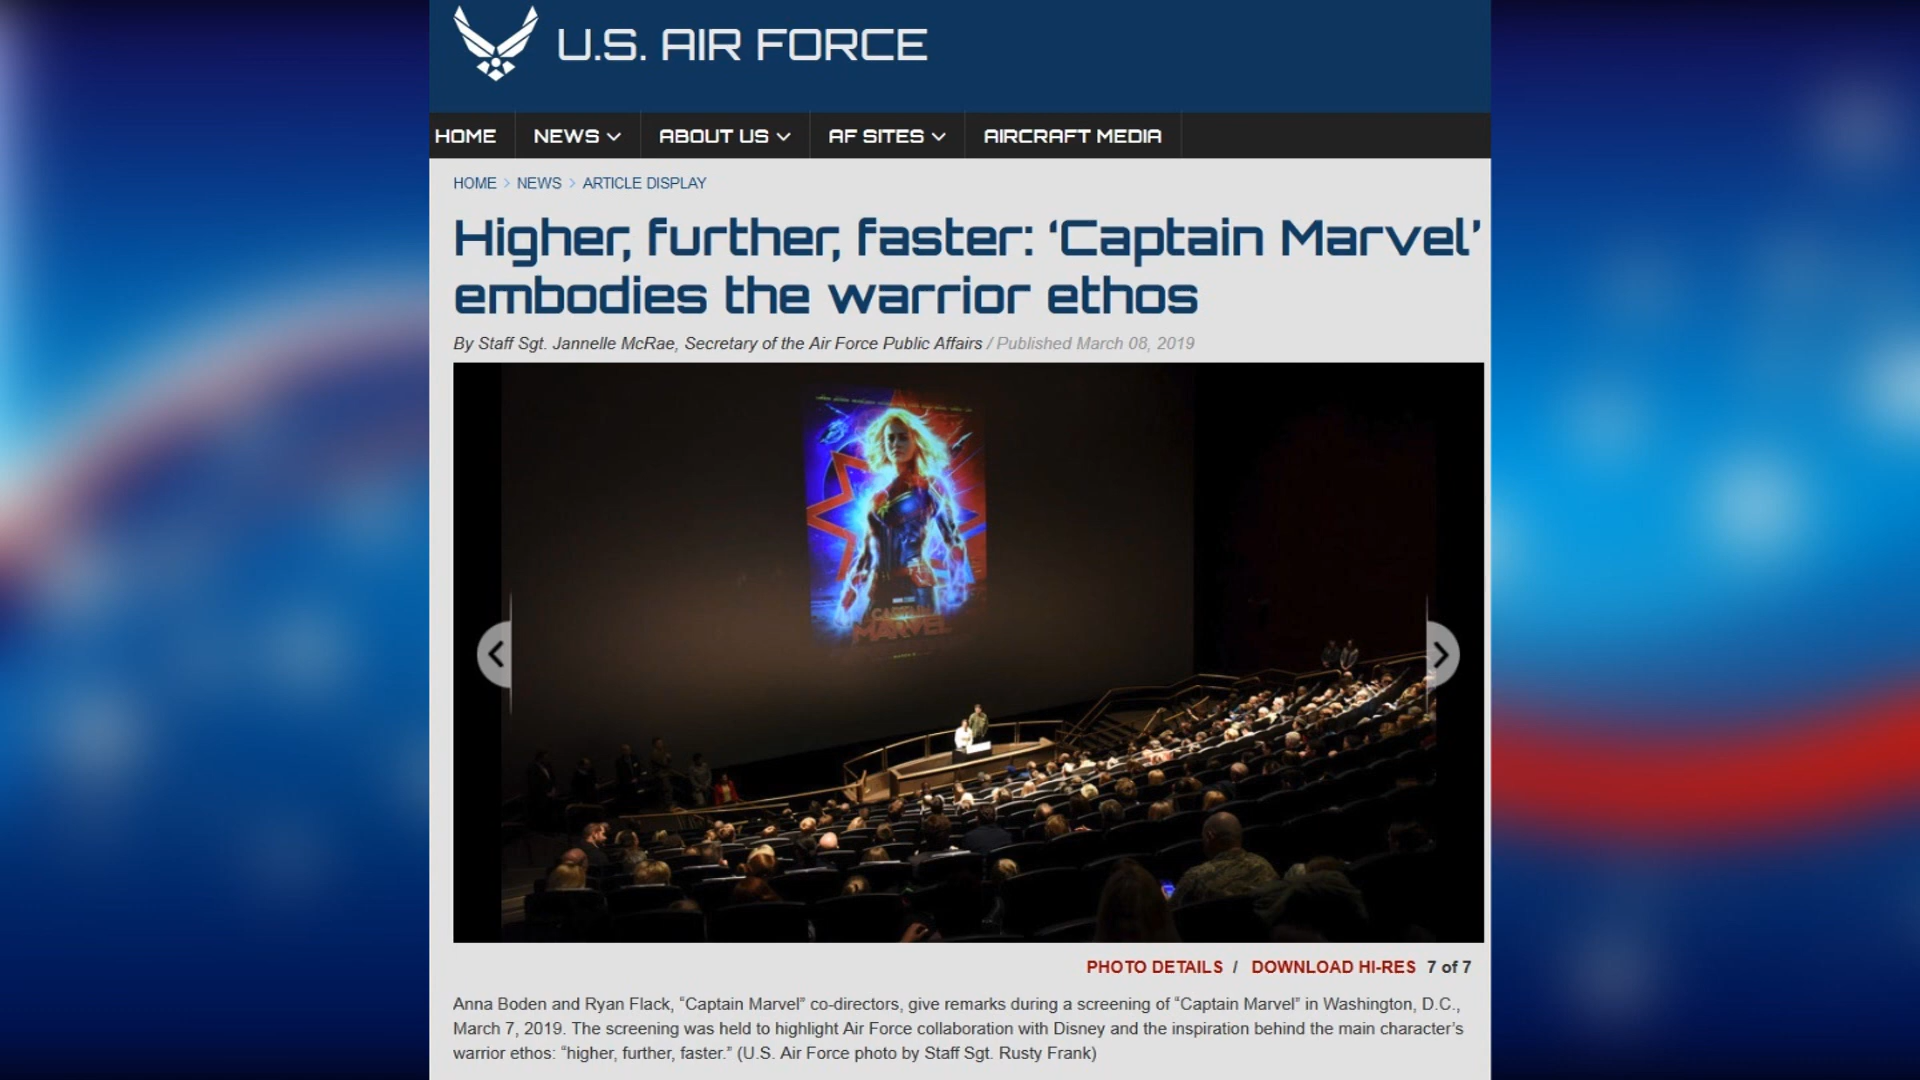 U.S. AIR FORCE
HOME NEWS ABOUT US AF SITES AIRCRAFT MEDIA
HOME > NEWS > ARTICLE DISPLAY
Higher, further, faster: ‘Captain Marvel’
embodies the warrior ethos
By Staff Sgt. Jannelle McRae, Secretary of the Air Force Public Affairs / Published March 08, 2019
CAPTAIN
MARVEL
PHOTO DETAILS / DOWNLOAD HI-RES 7 of 7
Anna Boden and Ryan Flack, “Captain Marvel” co-directors, give remarks during a screening of “Captain Marvel” in Washington, D.C.,
March 7, 2019. The screening was held to highlight Air Force collaboration with Disney and the inspiration behind the main character’s
warrior ethos: “higher, further, faster.” (U.S. Air Force photo by Staff Sgt. Rusty Frank)